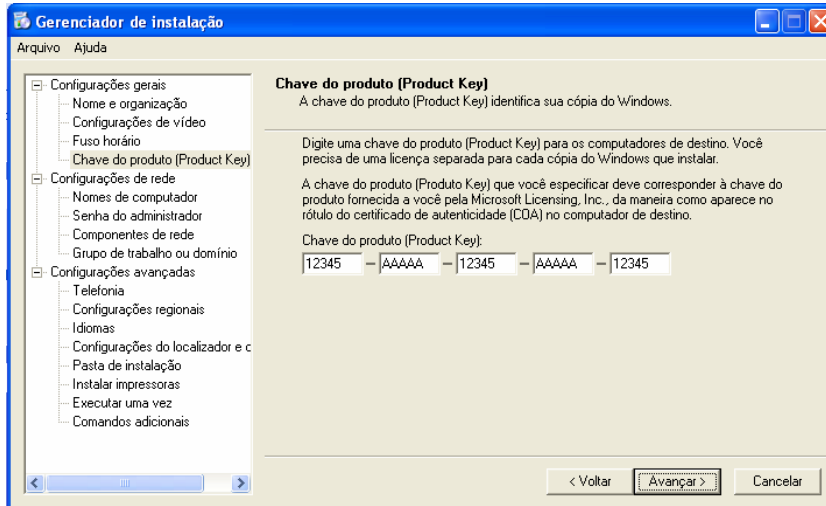 Gerenciador de instalação
Arquivo Ajuda
Configurações gerais
Nome e organização
Configurações de vídeo
Fuso horário
Chave do produto (Product Key)
Configurações de rede
Nomes de computador
Senha do administrador
Componentes de rede
Grupo de trabalho ou domínio
Configurações avançadas
Telefonia
Configurações regionais
Idiomas
Configurações do localizador e c
Pasta de instalação
Instalar impressoras
Executar uma vez
Comandos adicionais
Chave do produto (Product Key)
A chave do produto (Product Key) identifica sua cópia do Windows.
Digite uma chave do produto (Product Key) para os computadores de destino. Você
precisa de uma licença separada para cada cópia do Windows que instalar.
A chave do produto (Produto Key) que você especificar deve corresponder à chave do
produto fornecida a você pela Microsoft Licensing, Inc., da maneira como aparece no
rótulo do certificado de autenticidade (COA) no computador de destino.
Chave do produto (Product Key):
12345 – AAAAA – 12345 – AAAAA – 12345
< Voltar Avançar > Cancelar